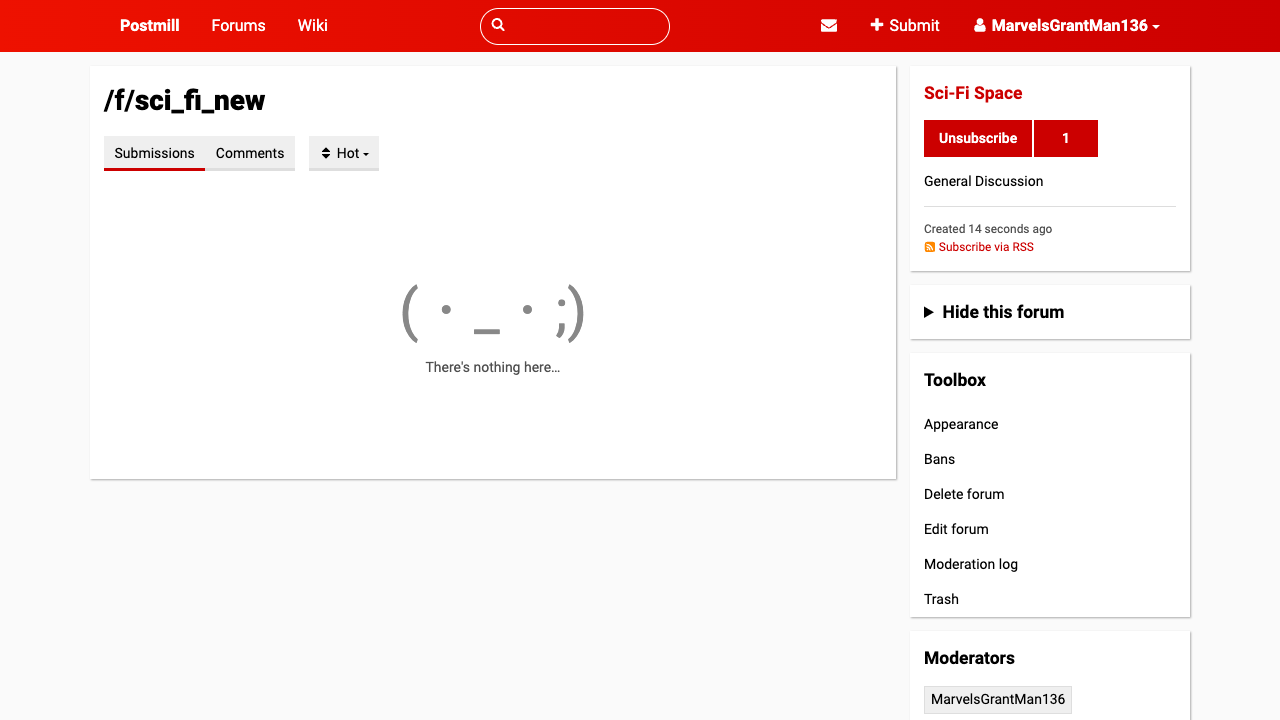 Postmill
Forums
Wiki
Submit
MarvelsGrantMan136
/f/sci_fi_new
Submissions
Comments
Hot
( · _ · ;)
There's nothing here…
Sci-Fi Space
Unsubscribe
1
General Discussion
Created 14 seconds ago
Subscribe via RSS
Hide this forum
Toolbox
Appearance
Bans
Delete forum
Edit forum
Moderation log
Trash
Moderators
MarvelsGrantMan136